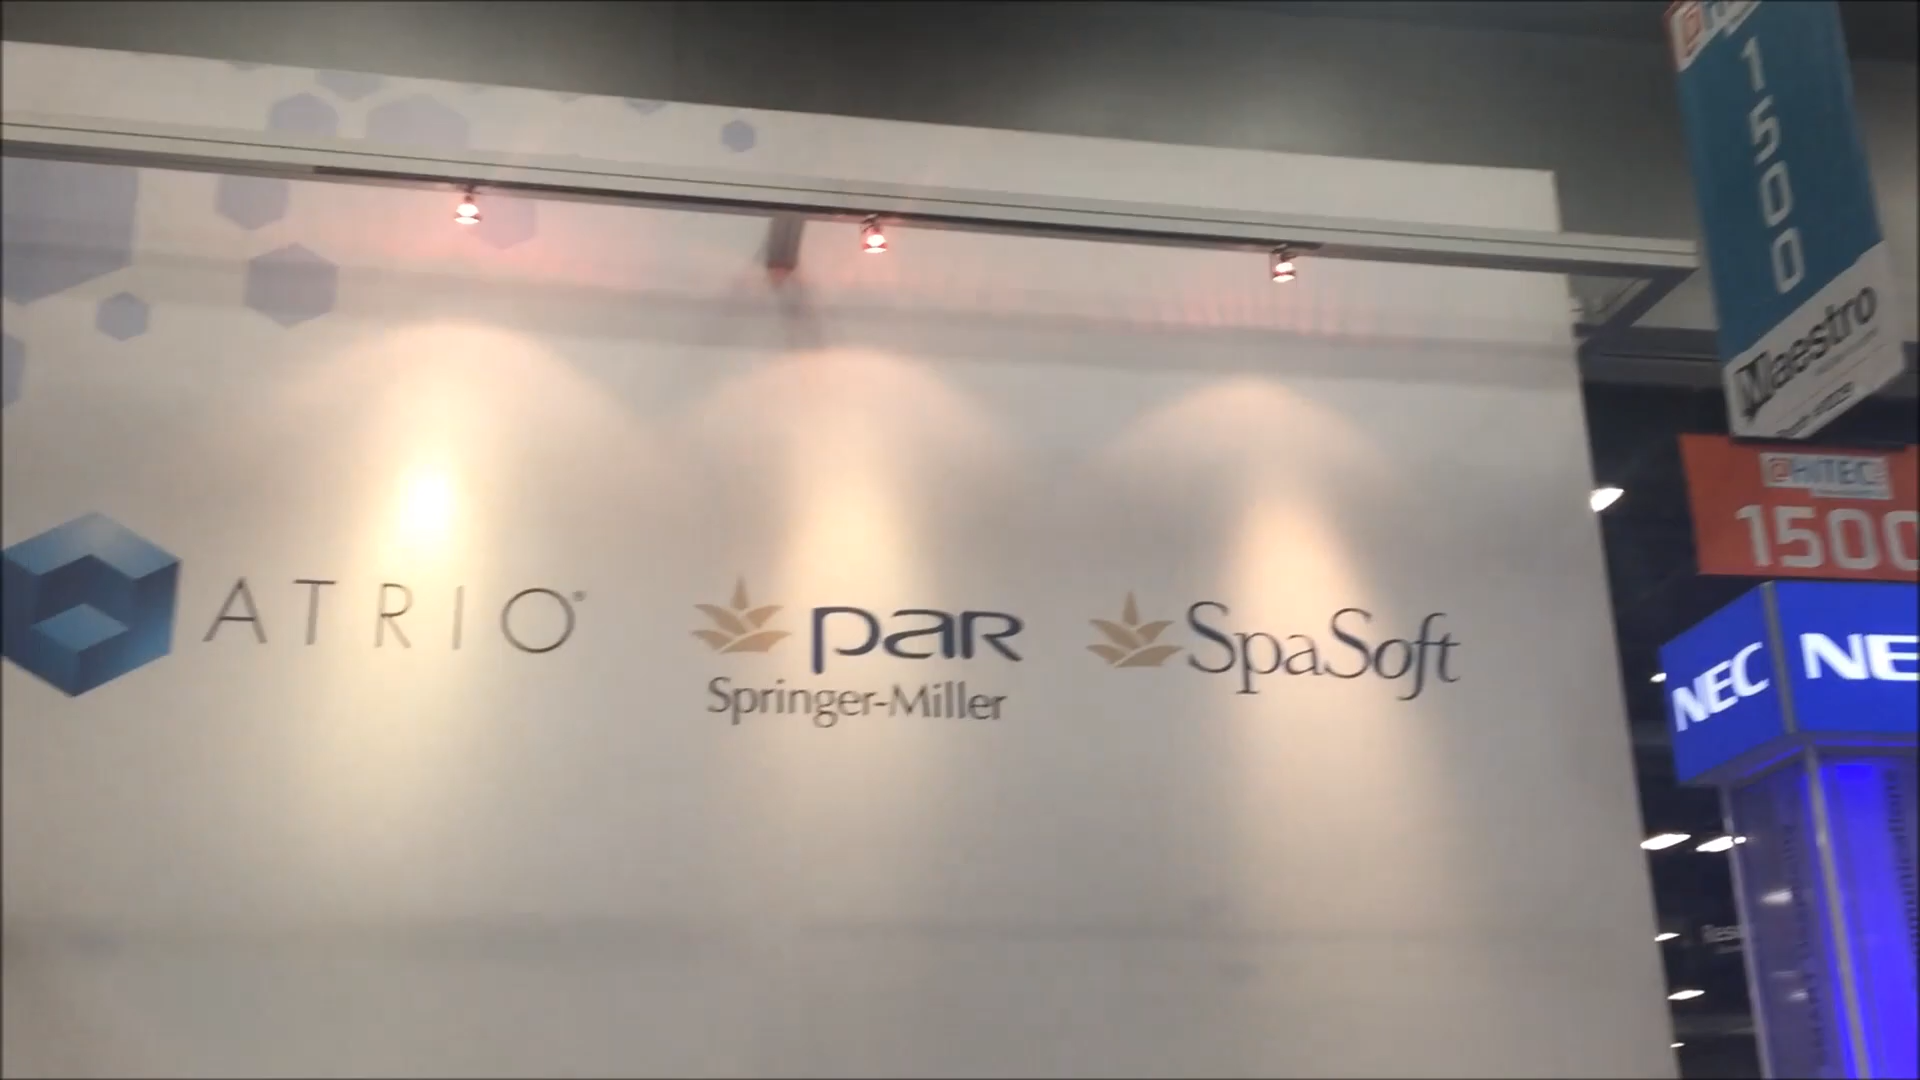 ATRIO®
par
Springer-Miller
SpaSoft
1500
Maestro
@HITEC
1500
NEC
NE